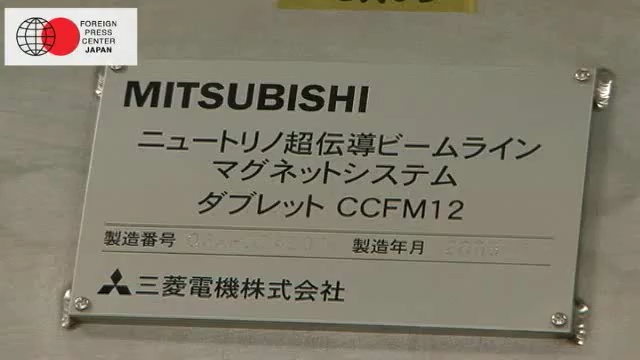 FOREIGN
PRESS
CENTER
JAPAN
MITSUBISHI
ニュートリノ超伝導ビームライン
マグネットシステム
ダブレット CCFM12
製造番号 製造年月
三菱電機株式会社